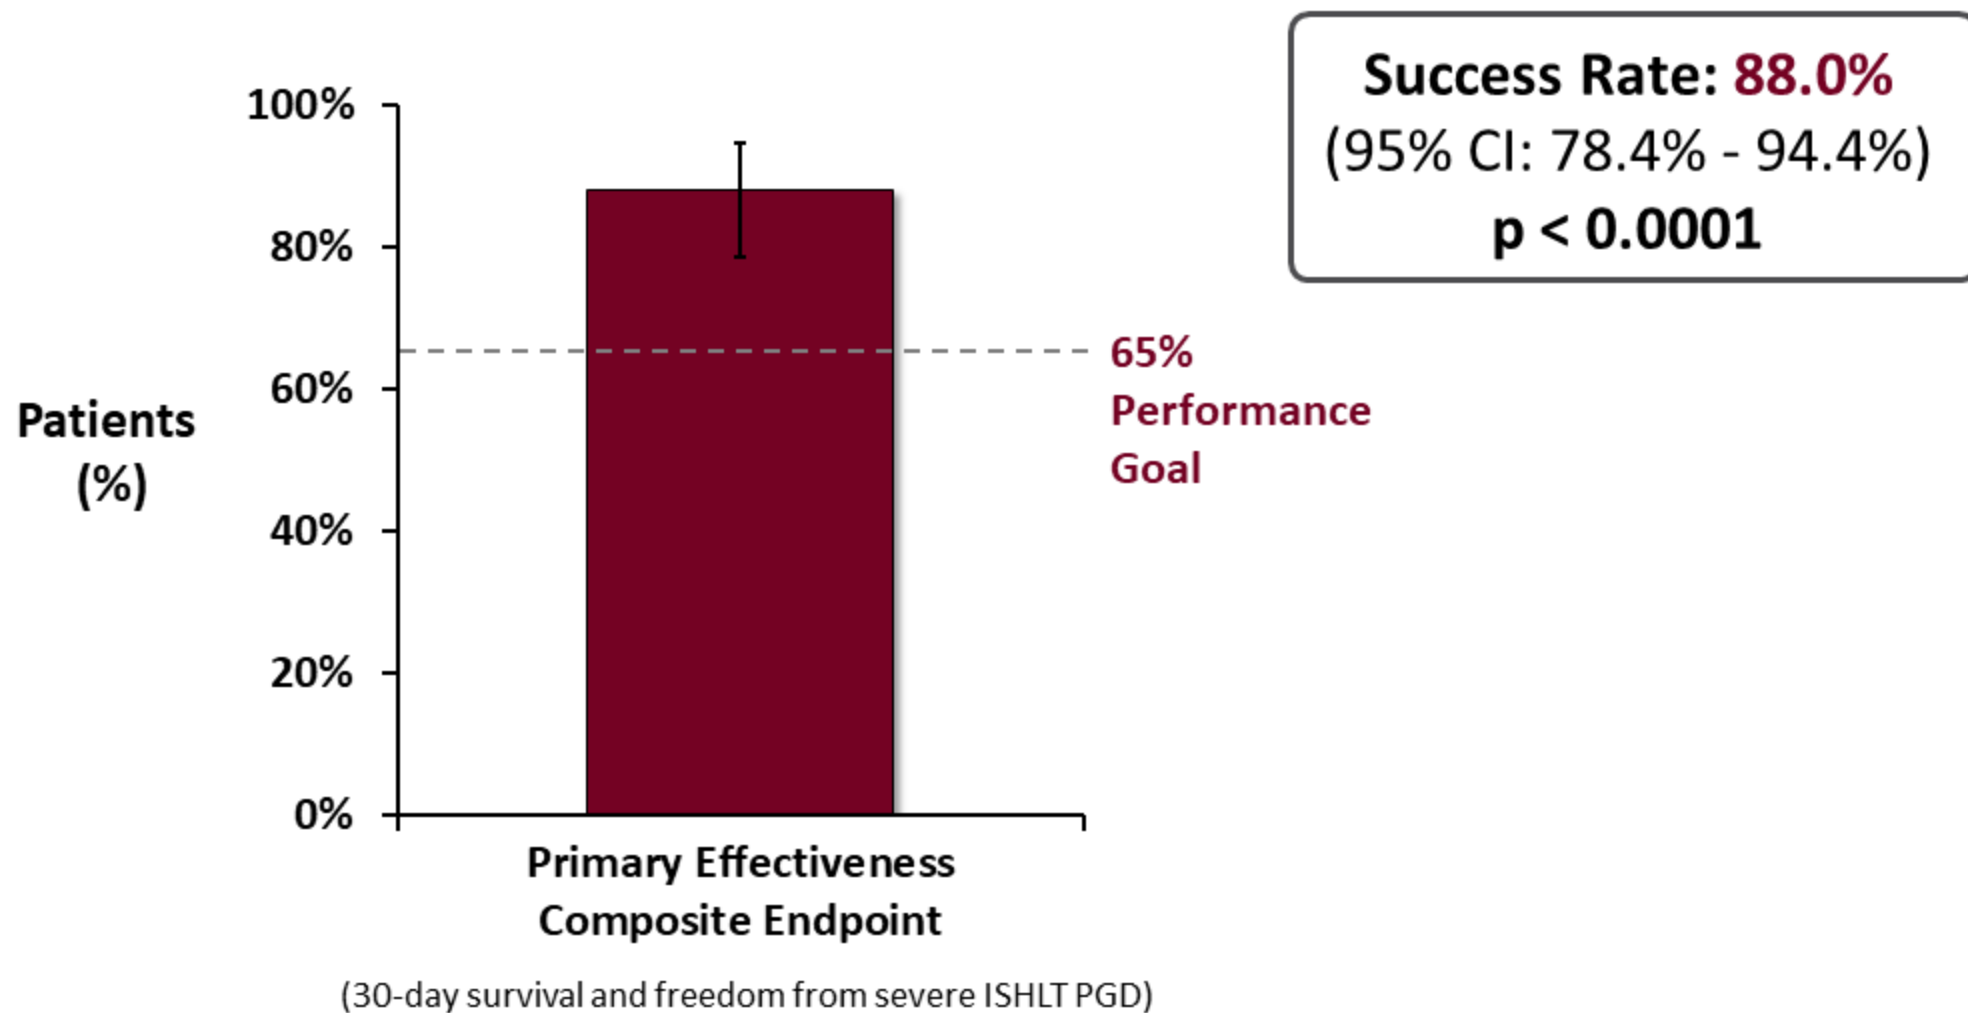 Success Rate: 88.0%
(95% CI: 78.4% - 94.4%)
p < 0.0001
100%
80%
60%
40%
20%
0%
Patients
(%)
65%
Performance
Goal
Primary Effectiveness
Composite Endpoint
(30-day survival and freedom from severe ISHLT PGD)